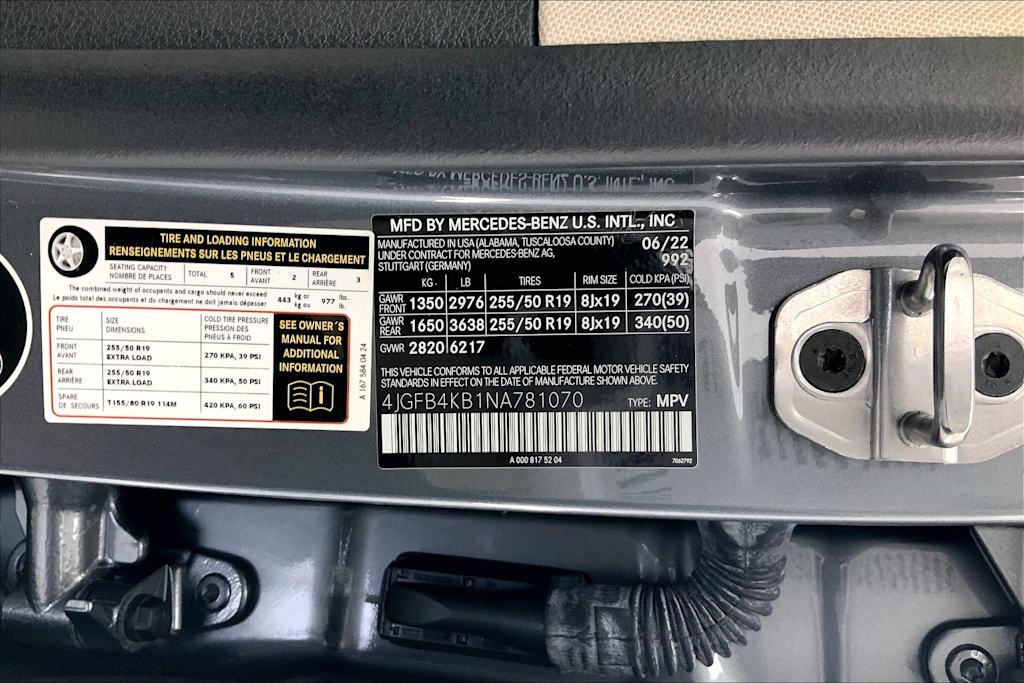 TIRE AND LOADING INFORMATION
RENSEIGNEMENTS SUR LES PNEUS ET LE CHARGEMENT
SEATING CAPACITY
NOMBRE DE PLACES
TOTAL 5
FRONT
AVANT 2
REAR
ARRIÈRE 3
The combined weight of occupants and cargo should never exceed
Le poids total des occupants et du chargement ne doit jamais dépasser
443 kg or 977 lbs.
kg ou lb.
TIRE
PNEU
SIZE
DIMENSIONS
COLD TIRE PRESSURE
PRESSION DES
PNEUS À FROID
FRONT
AVANT
255/50 R19
EXTRA LOAD
270 KPA, 39 PSI
REAR
ARRIÈRE
255/50 R19
EXTRA LOAD
340 KPA, 50 PSI
SPARE
DE SECOURS
T155/80 R19 114M
420 KPA, 60 PSI
SEE OWNER'S
MANUAL FOR
ADDITIONAL
INFORMATION
A 167 584 04 24
MFD BY MERCEDES-BENZ U.S. INTL., INC
MANUFACTURED IN USA (ALABAMA, TUSCALOOSA COUNTY) 06/22
UNDER CONTRACT FOR MERCEDES-BENZ AG, 992
STUTTGART (GERMANY)
KG LB TIRES RIM SIZE COLD KPA(PSI)
GAWR
FRONT 1350 2976 255/50 R19 8Jx19 270(39)
GAWR
REAR 1650 3638 255/50 R19 8Jx19 340(50)
GVWR 2820 6217
THIS VEHICLE CONFORMS TO ALL APPLICABLE FEDERAL MOTOR VEHICLE SAFETY
STANDARDS IN EFFECT ON THE DATE OF MANUFACTURE SHOWN ABOVE.
4JGFB4KB1NA781070 TYPE: MPV
A 000 817 52 04 7062792